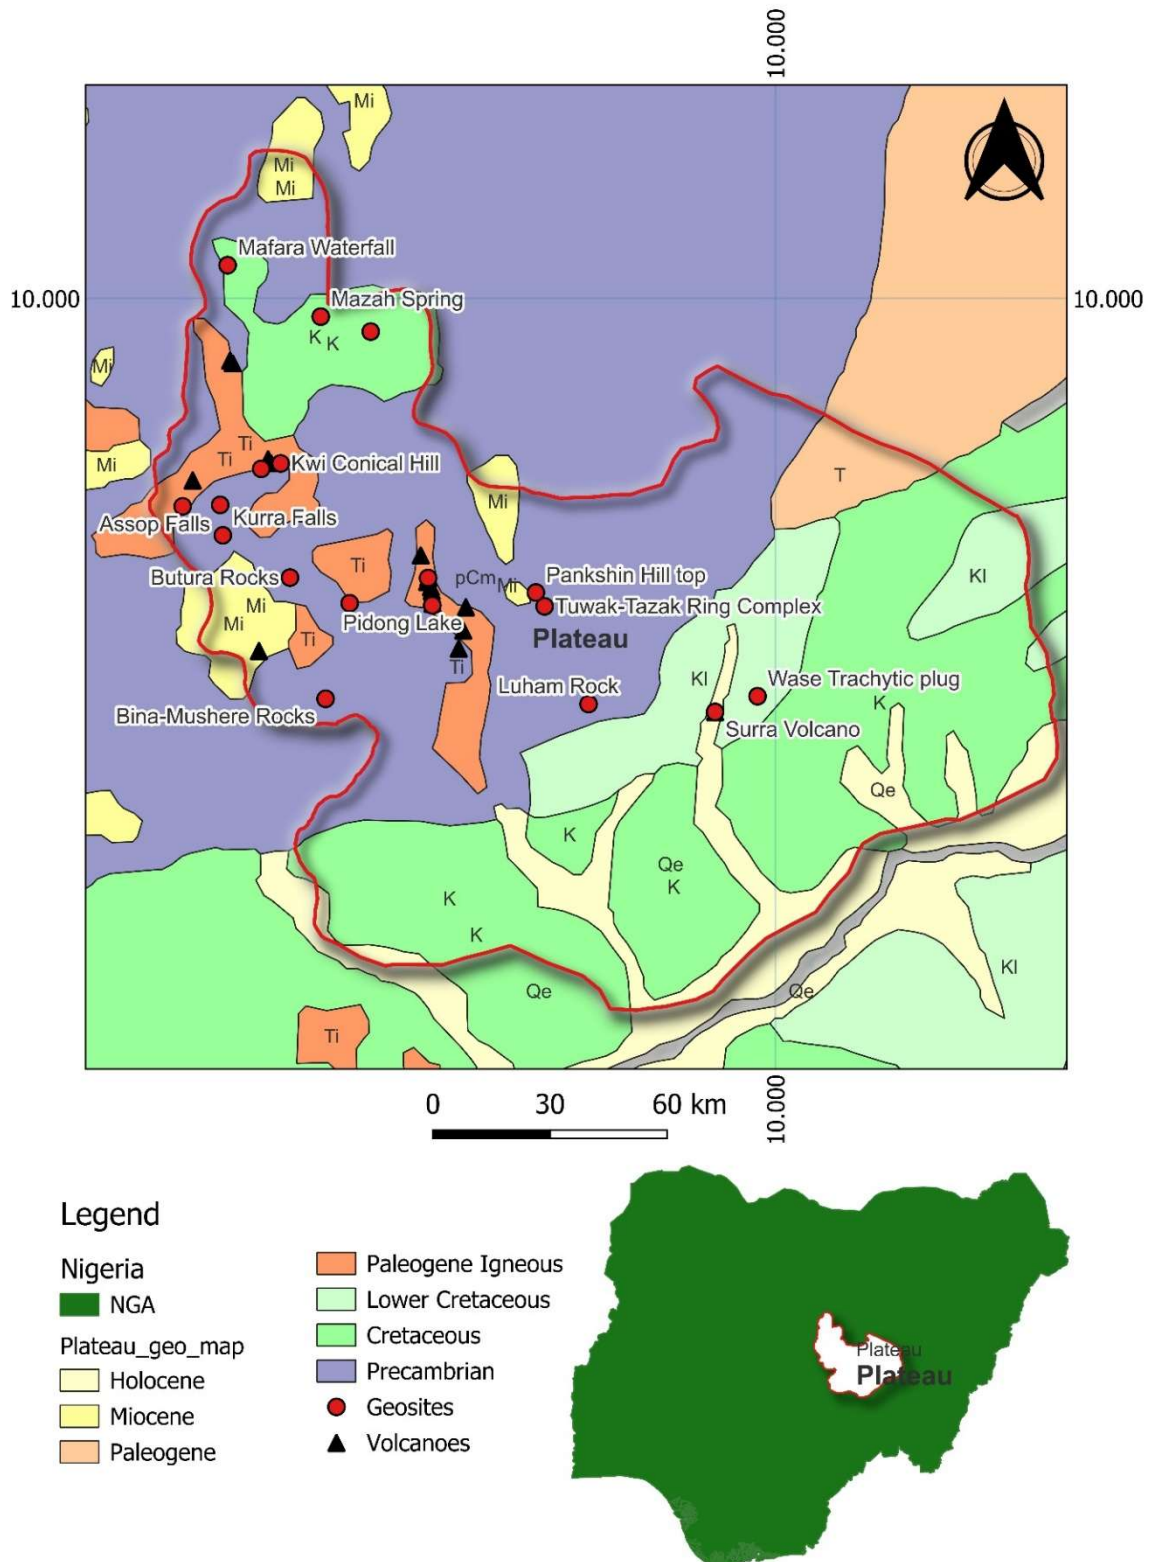 10.000
Mi
Mi
Mi
Mafara Waterfall
10.000
Mazah Spring
10.000
K
K
Mi
Ti
Ti
Kwi Conical Hill
Mi
T
Mi
Assop Falls
Kurra Falls
Butura Rocks
Ti
pCm
Mi
Pankshin Hill top
Kl
Mi
Mi
Pidong Lake
Tuwak-Tazak Ring Complex
Ti
Plateau
Ti
Kl
Luham Rock
Wase Trachytic plug
K
Bina-Mushere Rocks
Surra Volcano
Qe
K
Qe
K
K
K
Kl
Qe
Qe
Ti
10.000
0 30 60 km
Legend
Nigeria
NGA
Plateau_geo_map
Holocene
Miocene
Paleogene
Paleogene Igneous
Lower Cretaceous
Cretaceous
Precambrian
Geosites
Volcanoes
Plateau
Plateau